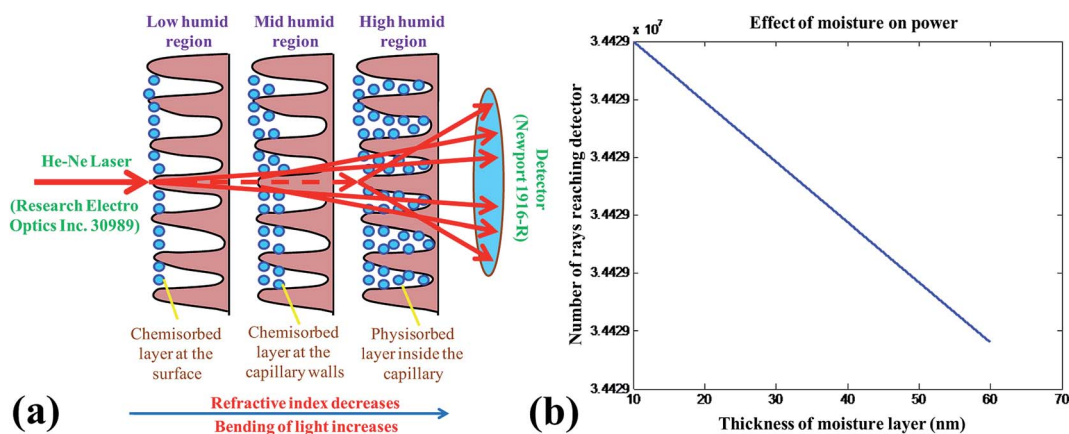 Low humid
region
Mid humid
region
High humid
region
He-Ne Laser
(Research Electro
Optics Inc. 30989)
Detector
(Newport 1916-R)
Chemisorbed
layer at the
surface
Chemisorbed
layer at the
capillary walls
Physisorbed
layer inside the
capillary
(a)
Refractive index decreases
Bending of light increases
Effect of moisture on power
x 10⁷
3.4429
3.4429
3.4429
3.4429
3.4429
3.4429
3.4429
Number of rays reaching detector
10 20 30 40 50 60 70
Thickness of moisture layer (nm)
(b)